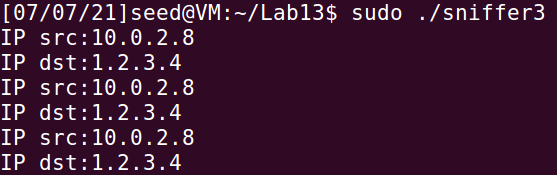 [07/07/21]seed@VM:~/Lab13$ sudo ./sniffer3
IP src:10.0.2.8
IP dst:1.2.3.4
IP src:10.0.2.8
IP dst:1.2.3.4
IP src:10.0.2.8
IP dst:1.2.3.4